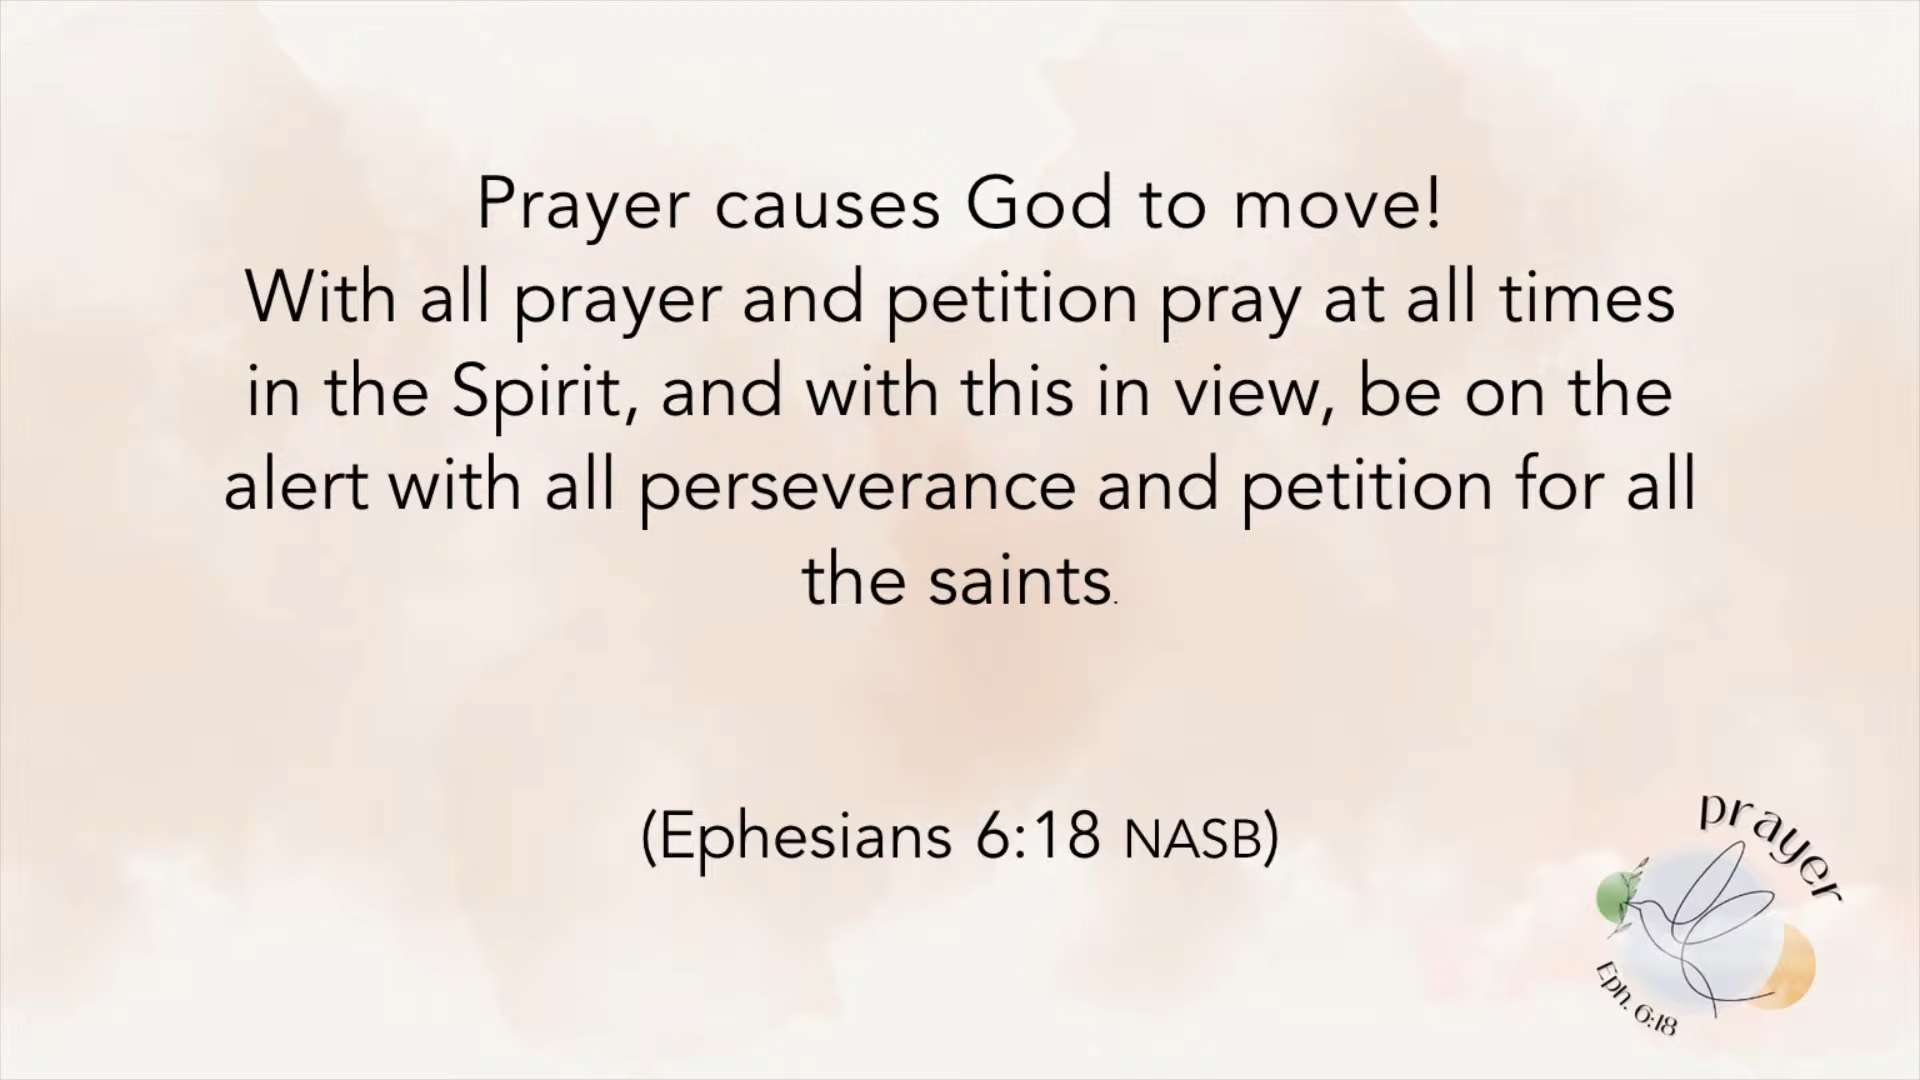 Prayer causes God to move!
With all prayer and petition pray at all times
in the Spirit, and with this in view, be on the
alert with all perseverance and petition for all
the saints.
(Ephesians 6:18 NASB)
prayer
Eph. 6:18